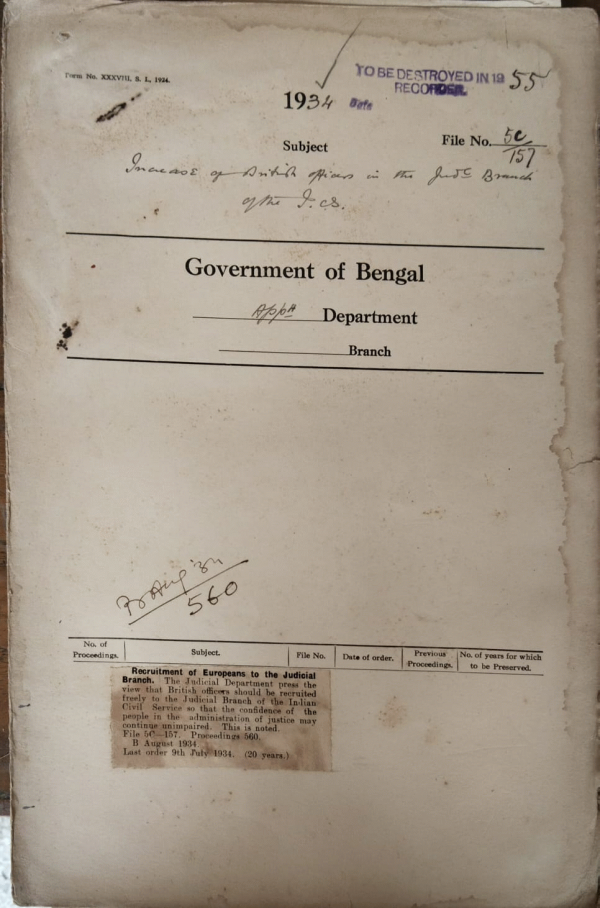 Form No. XXXVIII, S. I., 1924.
TO BE DESTROYED IN 1955
RECORDER.
Date
1934
File No. 5C/157
Subject
Increase of British officers in the Judc Branch
of the I.C.S.
Government of Bengal
Apptt Department
Branch
B Aug '34
560
No. of Proceedings. Subject. File No. Date of order. Previous Proceedings. No. of years for which to be Preserved.
Recruitment of Europeans to the Judicial
Branch. The Judicial Department press the
view that British officers should be recruited
freely to the Judicial Branch of the Indian
Civil Service so that the confidence of the
people in the administration of justice may
continue unimpaired. This is noted.
File 5C—157. Proceedings 560.
B August 1934
Last order 9th July 1934. (20 years.)